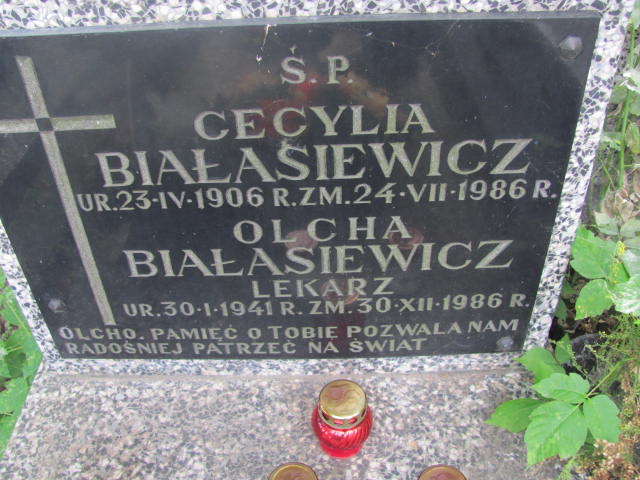 Ś.P.
CECYLIA
BIAŁASIEWICZ
UR.23·IV·1906 R.ZM.24·VII·1986 R.
OLCHA
BIAŁASIEWICZ
LEKARZ
UR.30·I·1941 R.ZM.30·XII·1986 R.
OLCHO. PAMIĘĆ O TOBIE POZWALA NAM
RADOŚNIEJ PATRZEĆ NA ŚWIAT